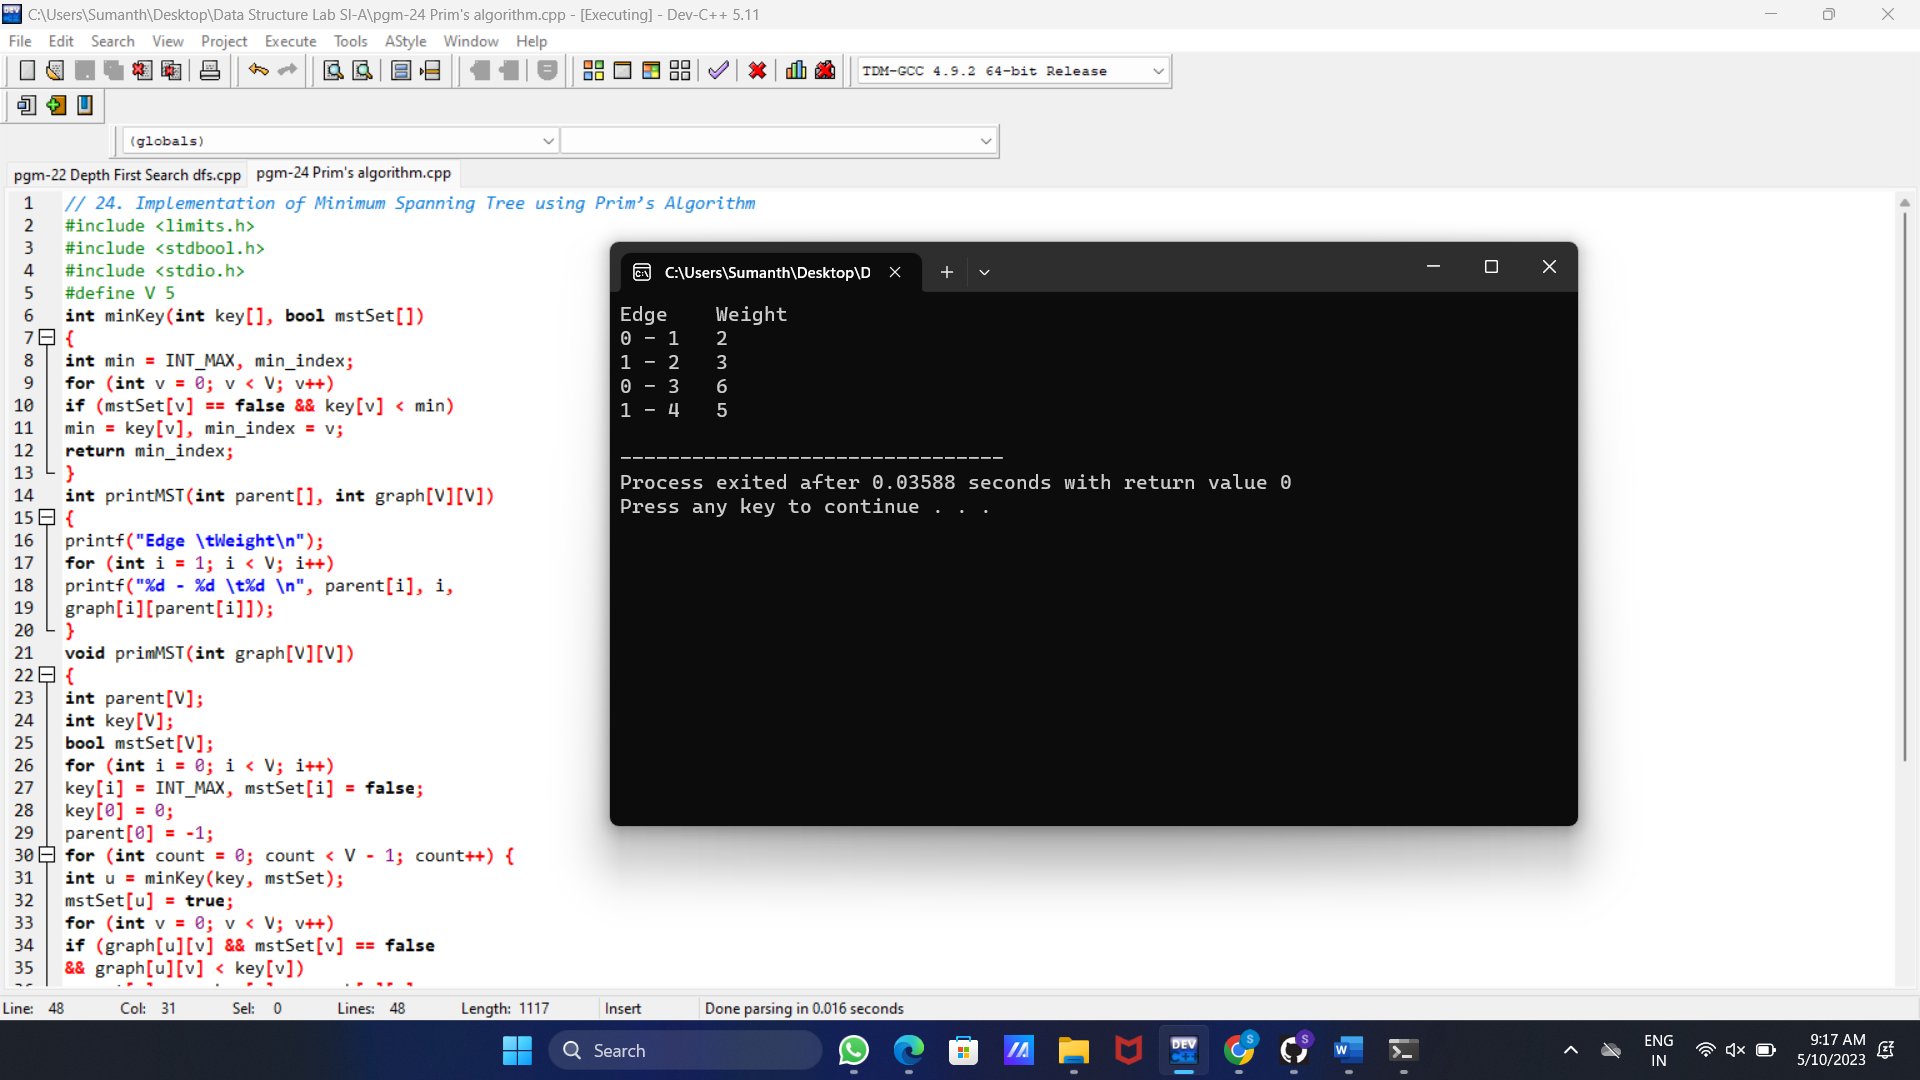 C:\Users\Sumanth\Desktop\Data Structure Lab SI-A\pgm-24 Prim's algorithm.cpp - [Executing] - Dev-C++ 5.11
File Edit Search View Project Execute Tools AStyle Window Help
TDM-GCC 4.9.2 64-bit Release
(globals)
pgm-22 Depth First Search dfs.cpp pgm-24 Prim's algorithm.cpp
1 // 24. Implementation of Minimum Spanning Tree using Prim’s Algorithm
2 #include <limits.h>
3 #include <stdbool.h>
4 #include <stdio.h>
5 #define V 5
6 int minKey(int key[], bool mstSet[])
7 {
8 int min = INT_MAX, min_index;
9 for (int v = 0; v < V; v++)
10 if (mstSet[v] == false && key[v] < min)
11 min = key[v], min_index = v;
12 return min_index;
13 }
14 int printMST(int parent[], int graph[V][V])
15 {
16 printf("Edge \tWeight\n");
17 for (int i = 1; i < V; i++)
18 printf("%d - %d \t%d \n", parent[i], i,
19 graph[i][parent[i]]);
20 }
21 void primMST(int graph[V][V])
22 {
23 int parent[V];
24 int key[V];
25 bool mstSet[V];
26 for (int i = 0; i < V; i++)
27 key[i] = INT_MAX, mstSet[i] = false;
28 key[0] = 0;
29 parent[0] = -1;
30 for (int count = 0; count < V - 1; count++) {
31 int u = minKey(key, mstSet);
32 mstSet[u] = true;
33 for (int v = 0; v < V; v++)
34 if (graph[u][v] && mstSet[v] == false
35 && graph[u][v] < key[v])
C:\Users\Sumanth\Desktop\D
Edge Weight
0 - 1 2
1 - 2 3
0 - 3 6
1 - 4 5
--------------------------------
Process exited after 0.03588 seconds with return value 0
Press any key to continue . . .
Line: 48 Col: 31 Sel: 0 Lines: 48 Length: 1117 Insert Done parsing in 0.016 seconds
Search
DEV
C++
S
S
W
ENG
IN
9:17 AM
5/10/2023